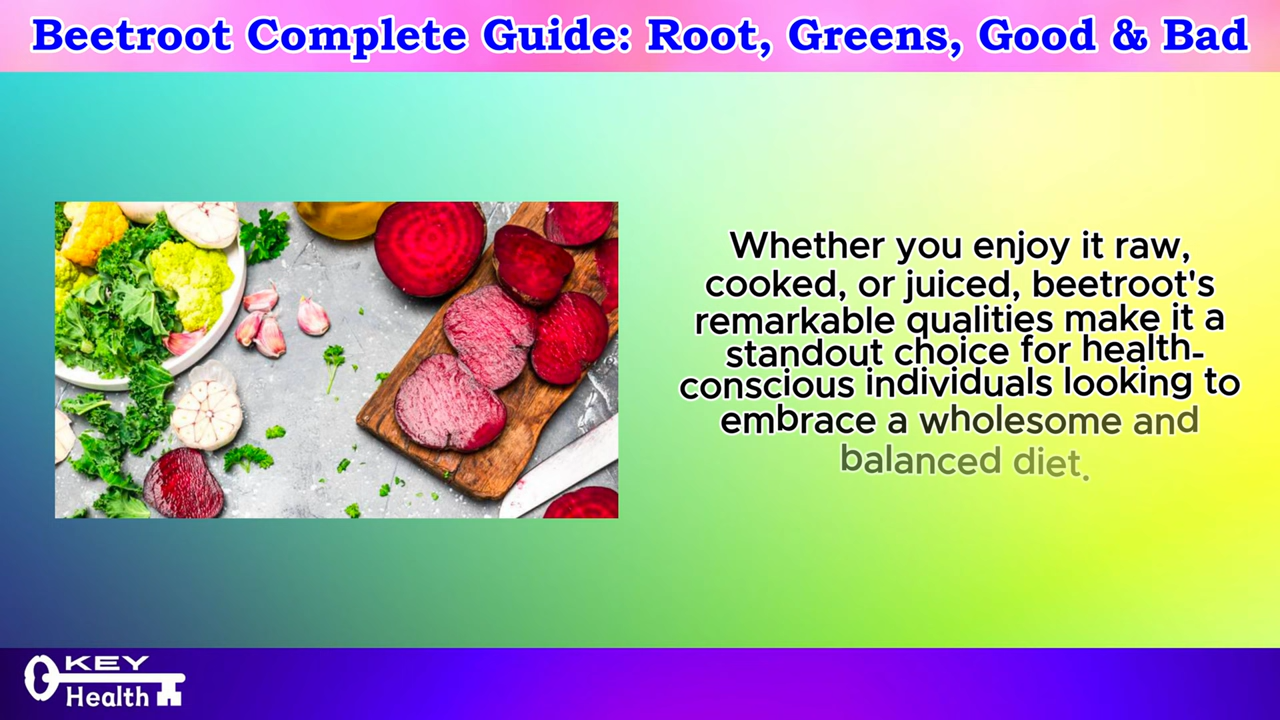 Beetroot Complete Guide: Root, Greens, Good & Bad
Whether you enjoy it raw,
cooked, or juiced, beetroot's
remarkable qualities make it a
standout choice for health-
conscious individuals looking to
embrace a wholesome and
balanced diet.
KEY
Health